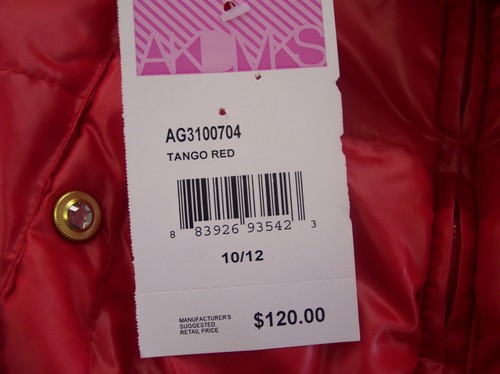 AG3100704
TANGO RED
8 83926 93542 3
10/12
MANUFACTURER'S
SUGGESTED
RETAIL PRICE
$120.00